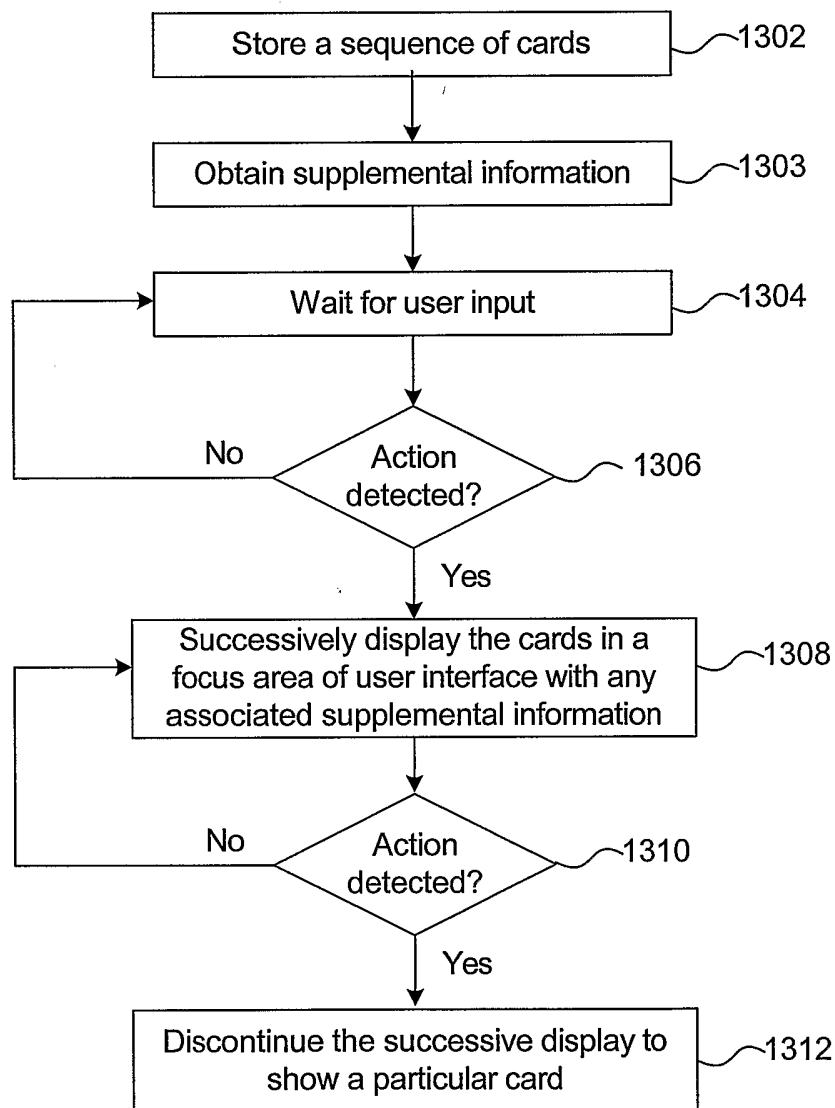 Store a sequence of cards
1302
Obtain supplemental information
1303
Wait for user input
1304
No
Action
detected?
1306
Yes
Successively display the cards in a
focus area of user interface with any
associated supplemental information
1308
No
Action
detected?
1310
Yes
Discontinue the successive display to
show a particular card
1312